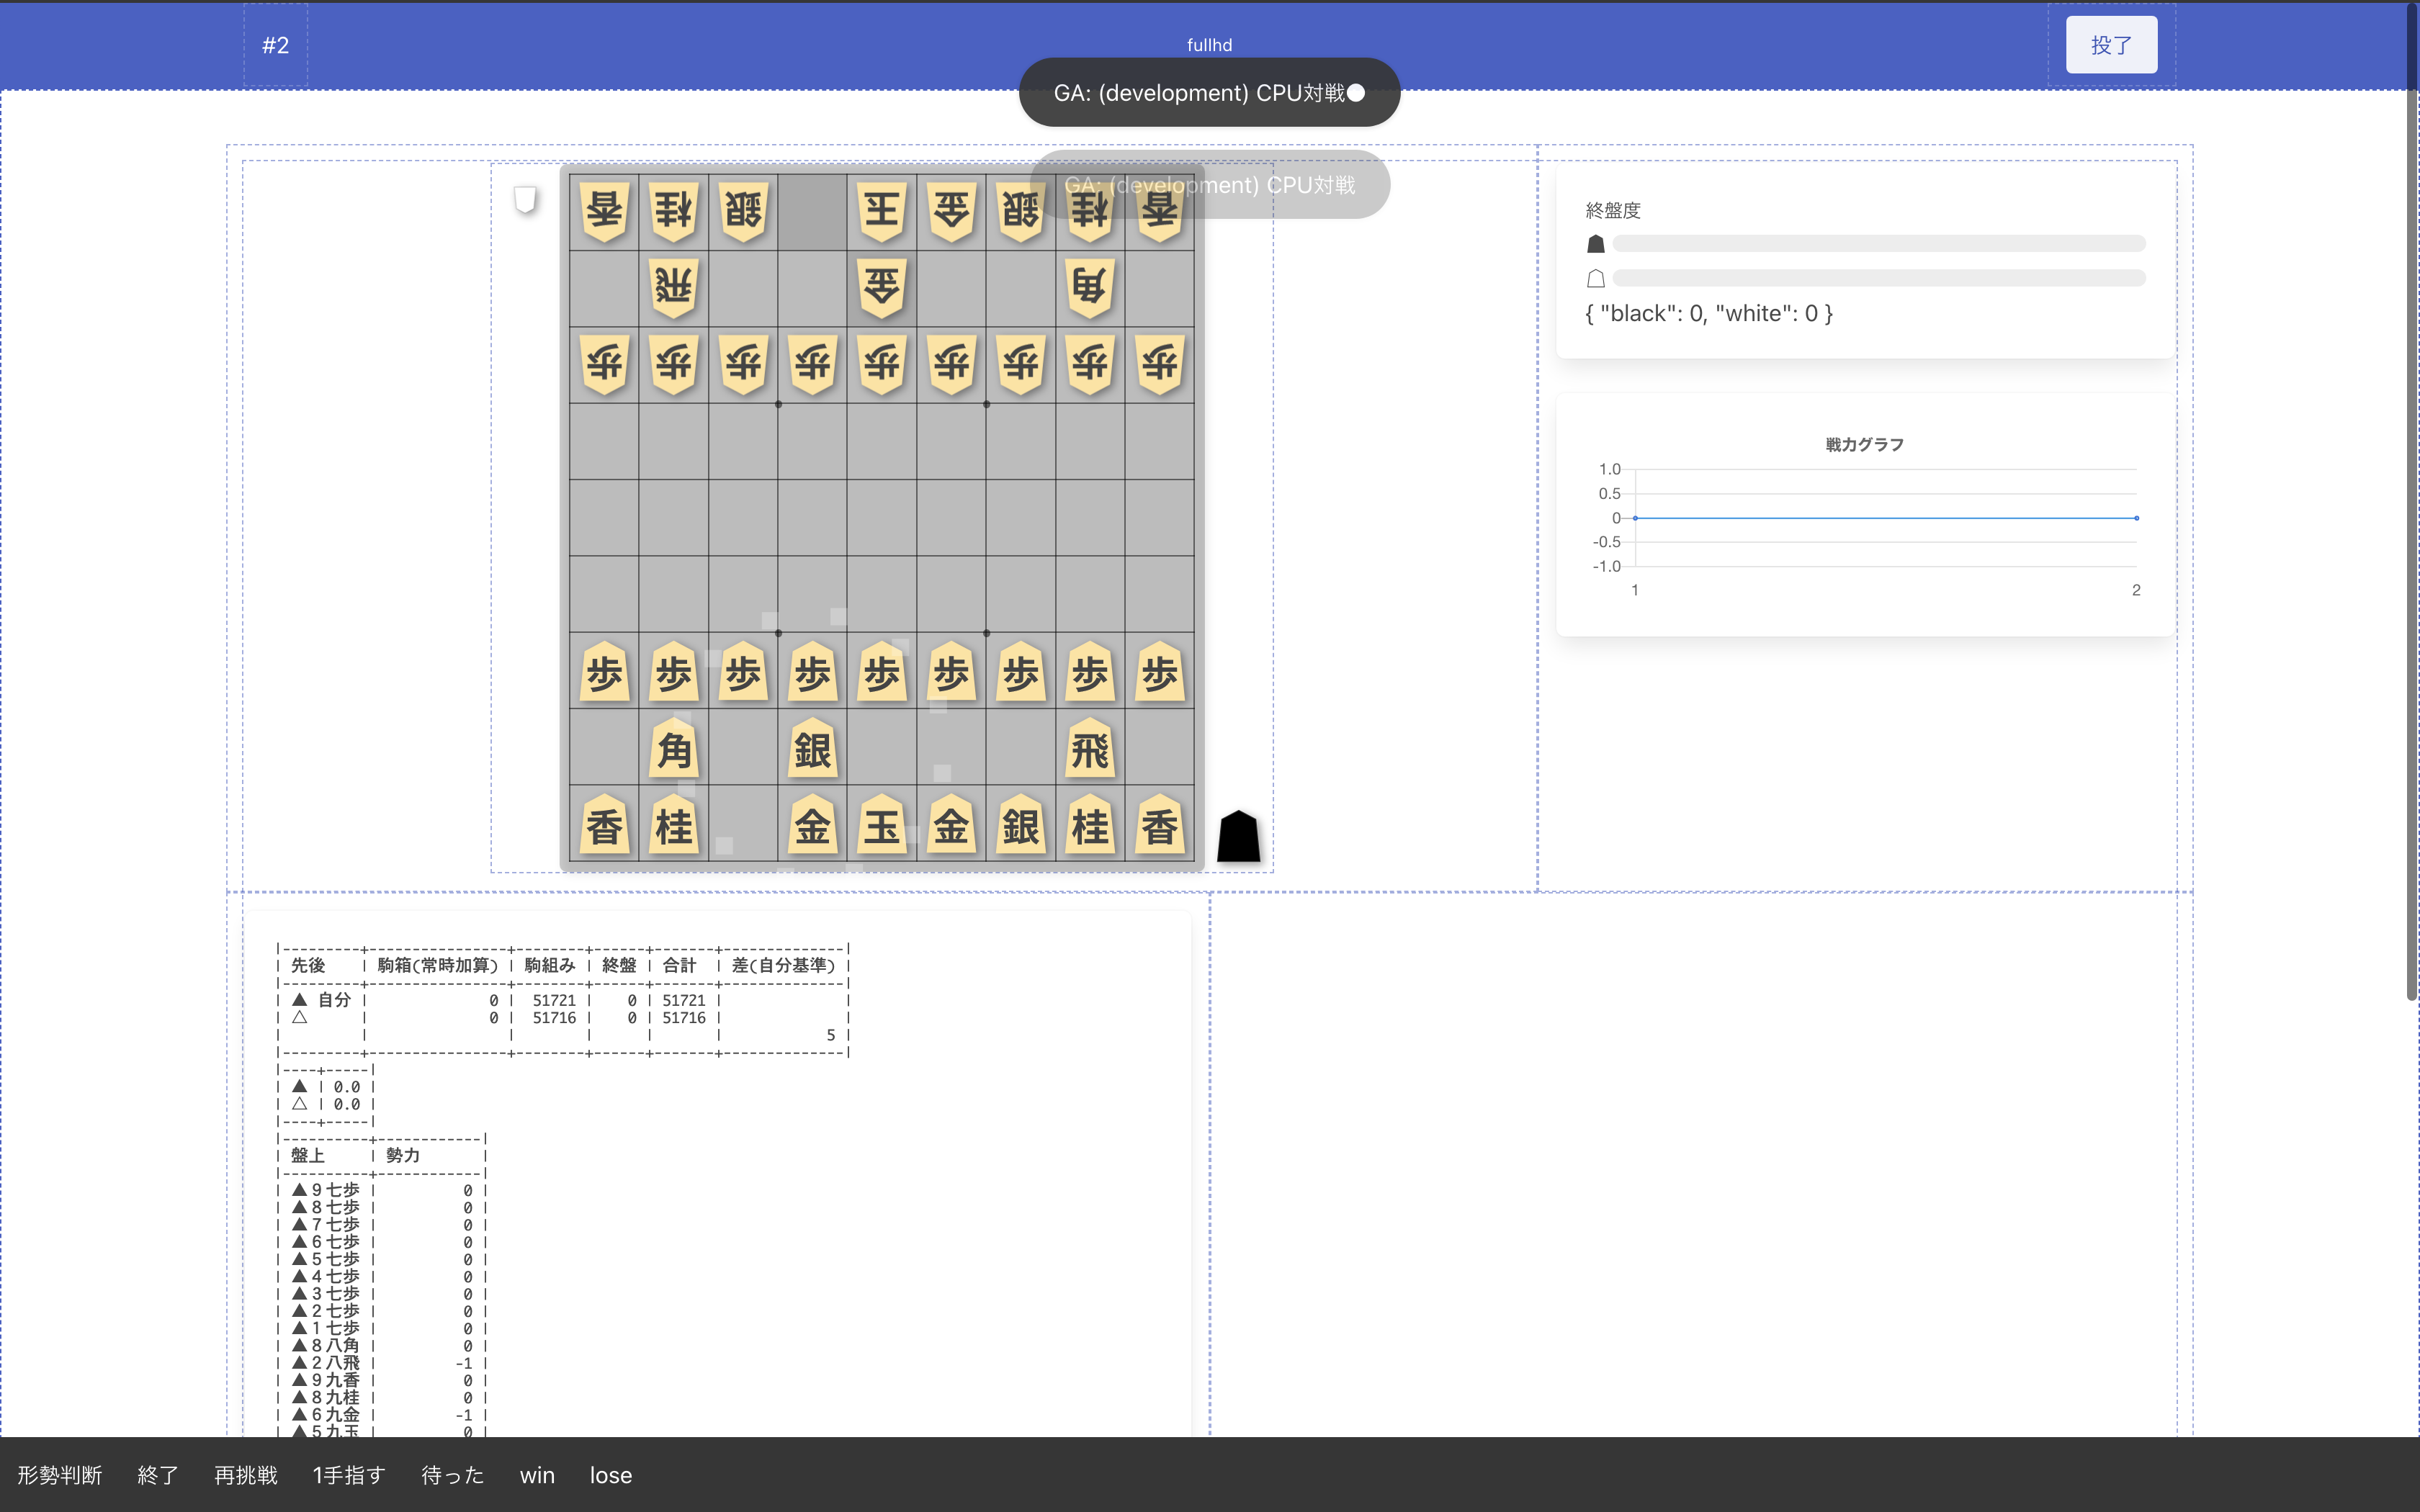 #2
fullhd
投了
GA: (development) CPU対戦
GA: (development) CPU対戦
香 桂 銀 玉 金 銀 桂 香
飛 金 角
歩 歩 歩 歩 歩 歩 歩 歩 歩
歩 歩 歩 歩 歩 歩 歩 歩 歩
角 銀 飛
香 桂 金 玉 金 銀 桂 香
終盤度
{ "black": 0, "white": 0 }
戦力グラフ
1.0
0.5
0
-0.5
-1.0
1 2
|---------+----------------+--------+------+-------+--------------|
| 先後 | 駒箱(常時加算) | 駒組み | 終盤 | 合計 | 差(自分基準) |
|---------+----------------+--------+------+-------+--------------|
| ▲ 自分 | 0 | 51721 | 0 | 51721 | |
| △ | 0 | 51716 | 0 | 51716 | |
| | | | | | 5 |
|---------+----------------+--------+------+-------+--------------|
|----+-----|
| ▲ | 0.0 |
| △ | 0.0 |
|----+-----|
|----------+------------|
| 盤上 | 勢力 |
|----------+------------|
| ▲9七歩 | 0 |
| ▲8七歩 | 0 |
| ▲7七歩 | 0 |
| ▲6七歩 | 0 |
| ▲5七歩 | 0 |
| ▲4七歩 | 0 |
| ▲3七歩 | 0 |
| ▲2七歩 | 0 |
| ▲1七歩 | 0 |
| ▲8八角 | 0 |
| ▲2八飛 | -1 |
| ▲9九香 | 0 |
| ▲8九桂 | 0 |
| ▲6九金 | -1 |
| ▲5九玉 | 0 |
形勢判断 終了 再挑戦 1手指す 待った win lose